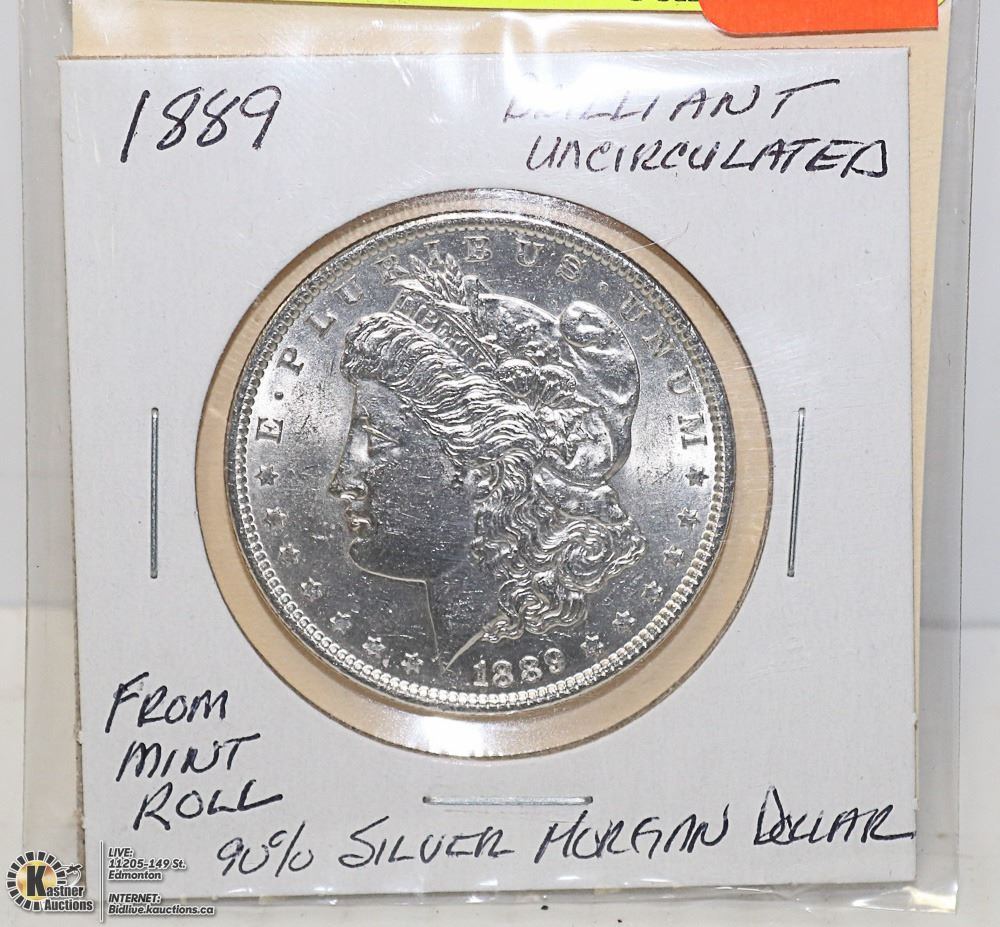 1889
BRILLIANT
UNCIRCULATED
E·PLURIBUS·UNUM
LIBERTY
1889
FROM
MINT
ROLL
90% SILVER MORGAN DOLLAR
Kastner
Auctions
LIVE:
11205-149 St.
Edmonton
INTERNET:
Bidlive.kauctions.ca